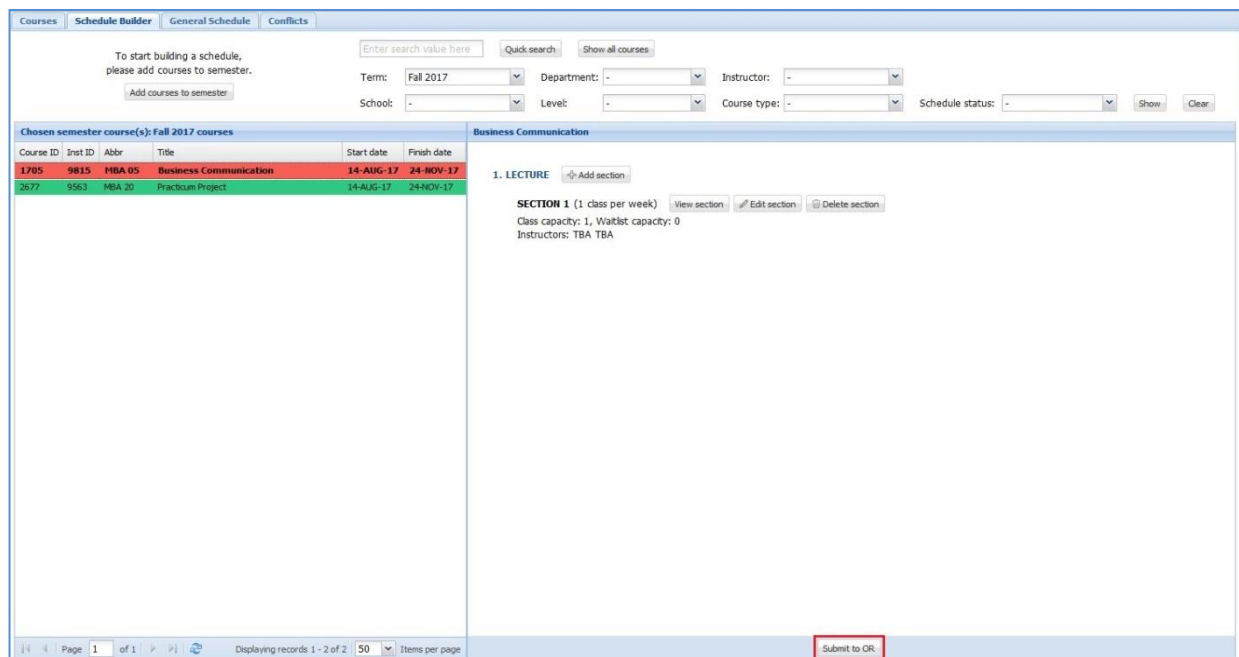 Courses Schedule Builder General Schedule Conflicts
To start building a schedule,
please add courses to semester.
Add courses to semester
Enter search value here Quick search Show all courses
Term: Fall 2017 Department: - Instructor: -
School: - Level: - Course type: - Schedule status: - Show Clear
Chosen semester course(s): Fall 2017 courses
Course ID Inst ID Abbr Title Start date Finish date
1705 9815 MBA 05 Business Communication 14-AUG-17 24-NOV-17
2677 9563 MBA 20 Practicum Project 14-AUG-17 24-NOV-17
Business Communication
1. LECTURE Add section
SECTION 1 (1 class per week) View section Edit section Delete section
Class capacity: 1, Waitlist capacity: 0
Instructors: TBA TBA
Page 1 of 1 Displaying records 1 - 2 of 2 50 Items per page
Submit to OR